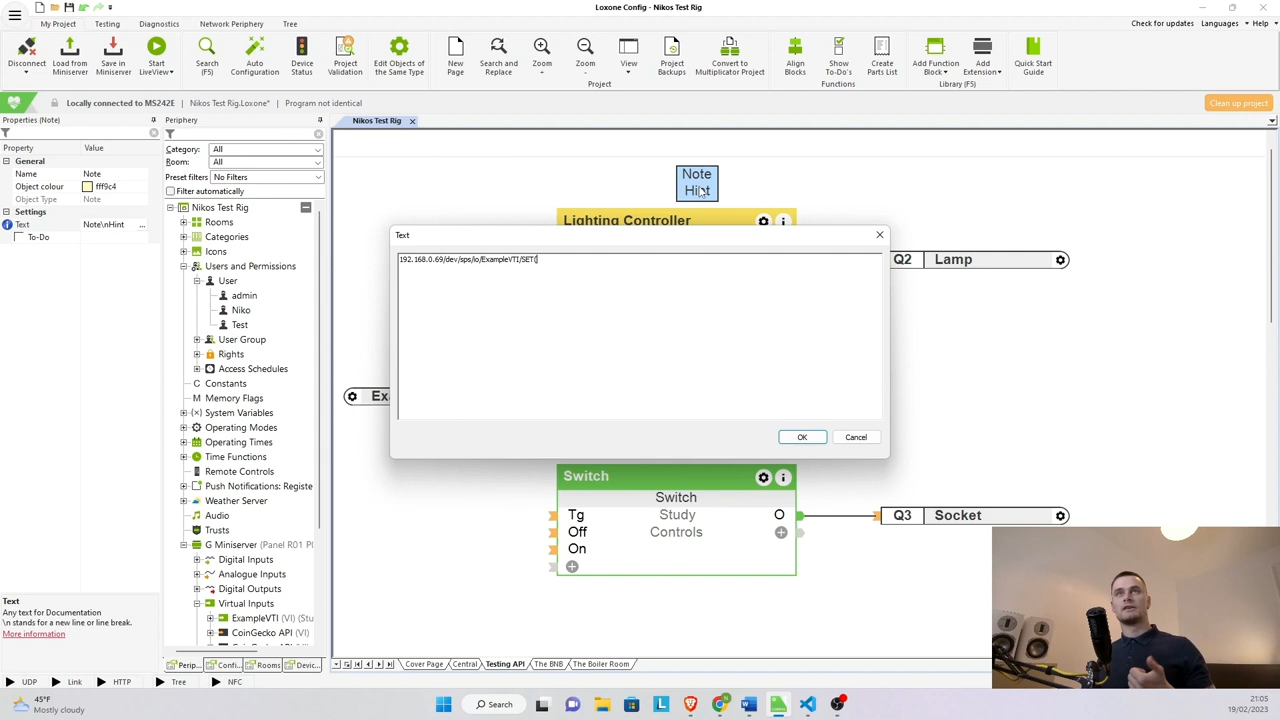 Loxone Config - Nikos Test Rig
My Project
Testing
Diagnostics
Network Periphery
Tree
Check for updates
Languages
Help
Disconnect
Load from Miniserver
Save in Miniserver
Start LiveView
Search (F5)
Auto Configuration
Device Status
Project Validation
Edit Objects of the Same Type
New Page
Search and Replace
Zoom +
Zoom -
View
Project Backups
Convert to Multiplicator Project
Align Blocks
Show To-Do's
Create Parts List
Add Function Block
Add Extension
Quick Start Guide
Project
Functions
Library (F5)
Locally connected to MS242E
Nikos Test Rig.Loxone*
Program not identical
Clean up project
Properties (Note)
Property
Value
General
Name
Note
Object colour
fff9c4
Object Type
Note
Settings
Text
Note\nHint
...
To-Do
Text
Any text for Documentation
\n stands for a new line or line break.
More information
Periphery
Category:
All
Room:
All
Preset filters
No Filters
Filter automatically
Nikos Test Rig
Rooms
Categories
Icons
Users and Permissions
User
admin
Niko
Test
User Group
Rights
Access Schedules
Constants
Memory Flags
System Variables
Operating Modes
Operating Times
Time Functions
Remote Controls
Push Notifications: Registe
Weather Server
Audio
Trusts
G Miniserver (Panel R01 P
Digital Inputs
Analogue Inputs
Digital Outputs
Virtual Inputs
ExampleVTI (VI) (Stu
CoinGecko API (VI)
Perip...
Confi...
Rooms
Devic...
Nikos Test Rig
Note
Hint
Lighting Controller
Text
192.168.0.69/dev/sps/io/ExampleVTI/SET(
OK
Cancel
Q2
Lamp
Switch
Switch
Tg
Study
O
Off
Controls
On
Q3
Socket
Cover Page
Central
Testing API
The BNB
The Boiler Room
UDP
Link
HTTP
Tree
NFC
45°F
Mostly cloudy
Search
21:05
19/02/2023